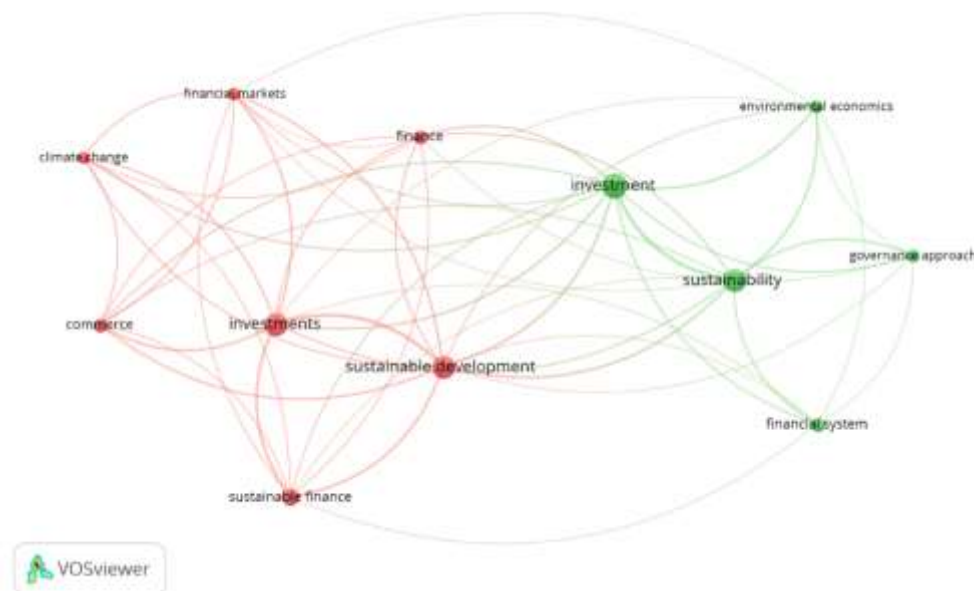 financial markets
environmental economics
finance
climate change
investment
governance approach
sustainability
commerce
investments
sustainable development
financial system
sustainable finance
VOSviewer